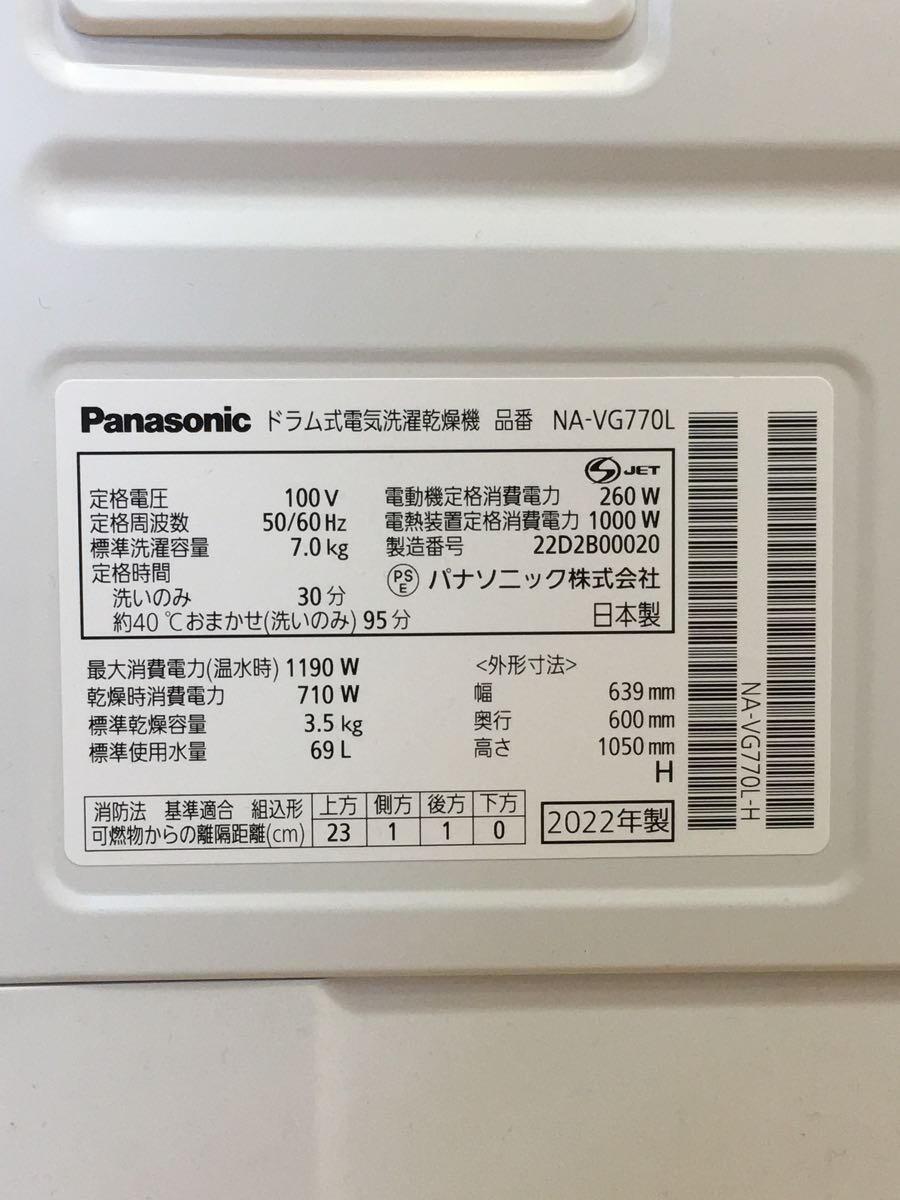 Panasonic ドラム式電気洗濯乾燥機 品番 NA-VG770L
S JET
定格電圧 100 V
定格周波数 50/60 Hz
標準洗濯容量 7.0 kg
定格時間
洗いのみ 30 分
約40 ℃おまかせ(洗いのみ) 95 分
電動機定格消費電力 260 W
電熱装置定格消費電力 1000 W
製造番号 22D2B00020
PS E パナソニック株式会社
日本製
最大消費電力(温水時) 1190 W
乾燥時消費電力 710 W
標準乾燥容量 3.5 kg
標準使用水量 69 L
<外形寸法>
幅 639 mm
奥行 600 mm
高さ 1050 mm
H
消防法 基準適合 組込形 上方 側方 後方 下方
可燃物からの離隔距離(cm) 23 1 1 0
2022年製
NA-VG770L-H